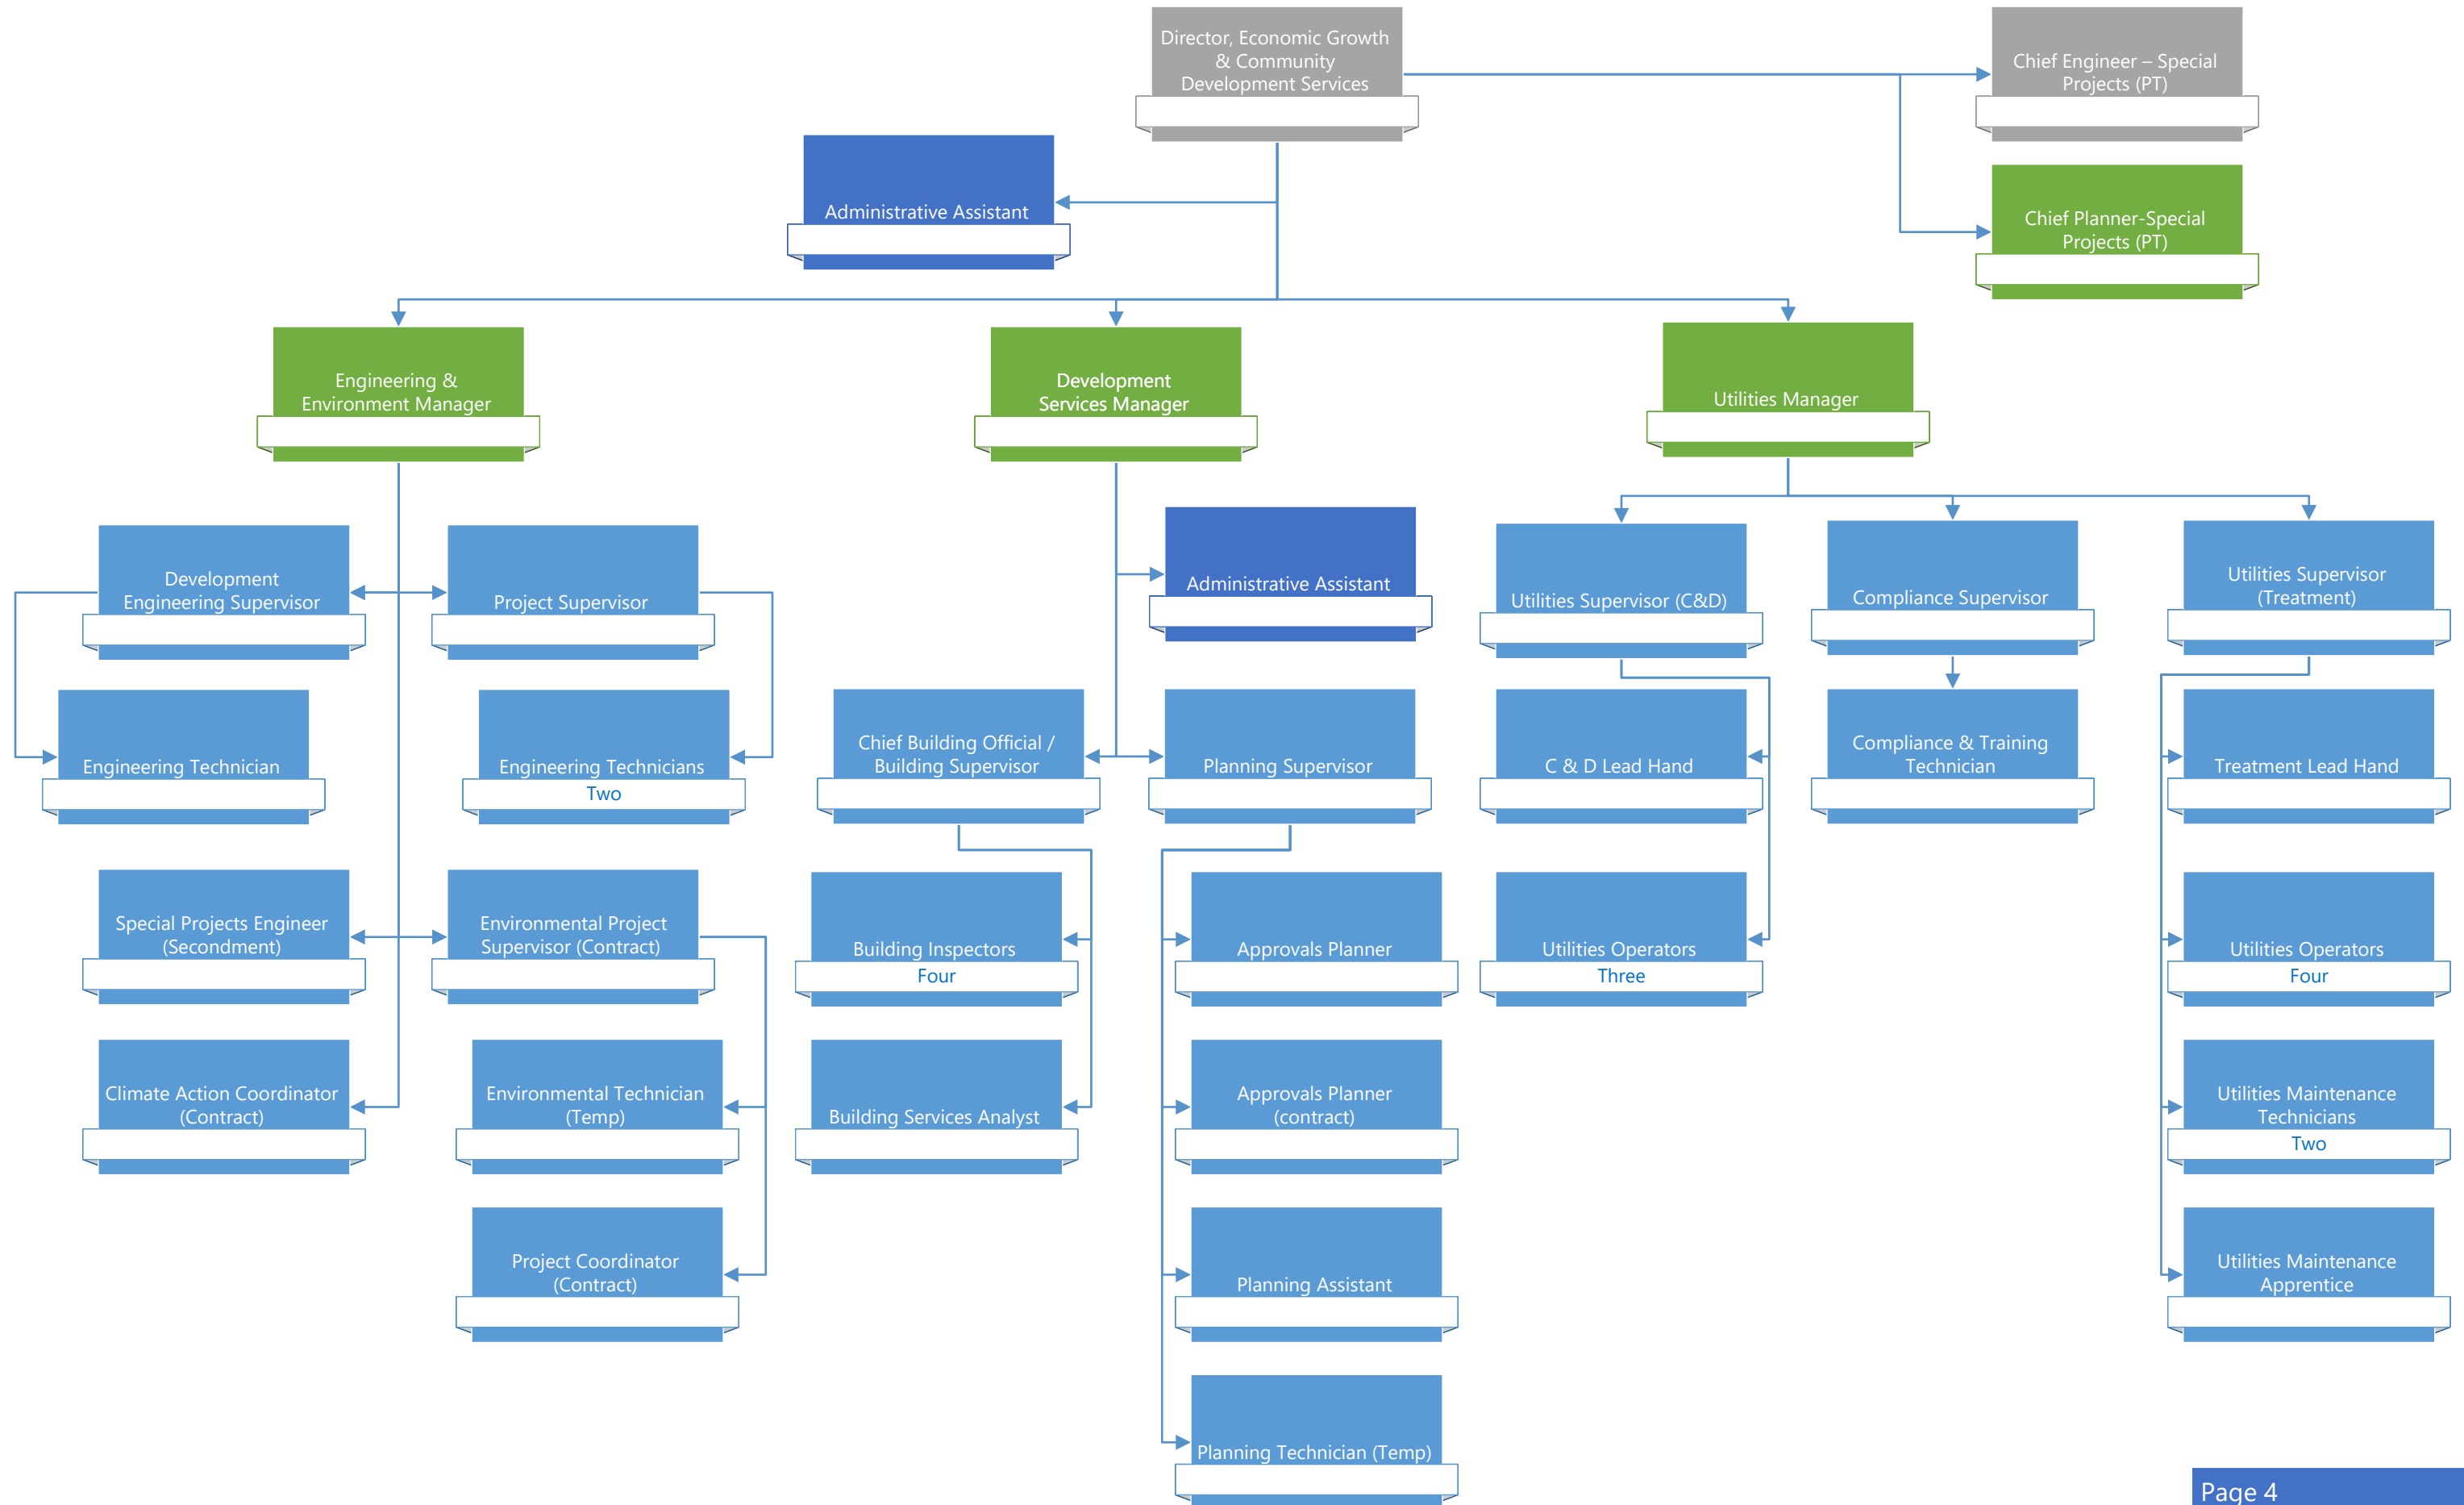 Director, Economic Growth
& Community
Development Services
Chief Engineer – Special
Projects (PT)
Administrative Assistant
Chief Planner-Special
Projects (PT)
Engineering &
Environment Manager
Development
Services Manager
Utilities Manager
Development
Engineering Supervisor
Project Supervisor
Administrative Assistant
Utilities Supervisor (C&D)
Compliance Supervisor
Utilities Supervisor
(Treatment)
Engineering Technician
Engineering Technicians
Two
Chief Building Official /
Building Supervisor
Planning Supervisor
C & D Lead Hand
Compliance & Training
Technician
Treatment Lead Hand
Special Projects Engineer
(Secondment)
Environmental Project
Supervisor (Contract)
Building Inspectors
Four
Approvals Planner
Utilities Operators
Three
Utilities Operators
Four
Climate Action Coordinator
(Contract)
Environmental Technician
(Temp)
Building Services Analyst
Approvals Planner
(contract)
Utilities Maintenance
Technicians
Two
Project Coordinator
(Contract)
Planning Assistant
Utilities Maintenance
Apprentice
Planning Technician (Temp)
Page 4